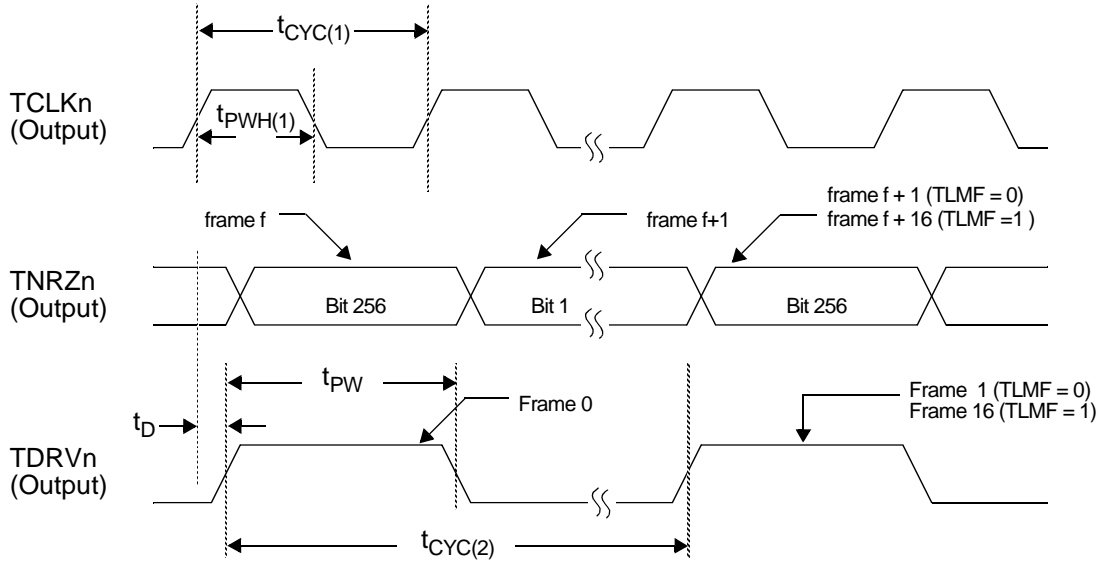 tCYC(1)
TCLKn
(Output)
tPWH(1)
frame f
frame f+1
frame f + 1 (TLMF = 0)
frame f + 16 (TLMF =1 )
TNRZn
(Output)
Bit 256
Bit 1
Bit 256
tPW
Frame 0
Frame 1 (TLMF = 0)
Frame 16 (TLMF = 1)
tD
TDRVn
(Output)
tCYC(2)